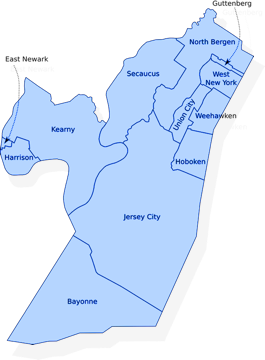 Guttenberg
North Bergen
East Newark
Secaucus
West
New York
Union City
Weehawken
Kearny
Harrison
Hoboken
Jersey City
Bayonne